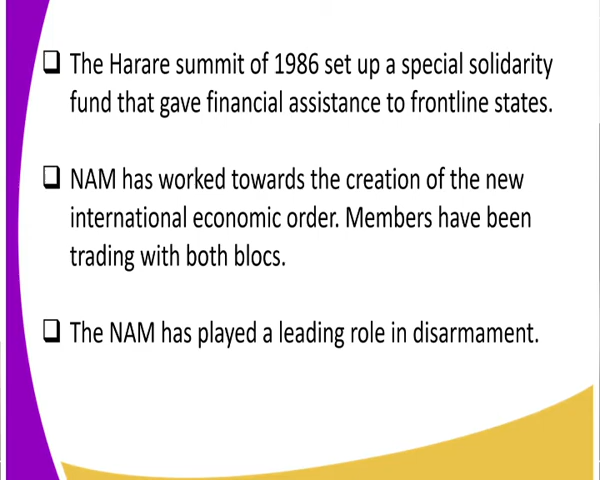 ❑ The Harare summit of 1986 set up a special solidarity
fund that gave financial assistance to frontline states.
❑ NAM has worked towards the creation of the new
international economic order. Members have been
trading with both blocs.
❑ The NAM has played a leading role in disarmament.